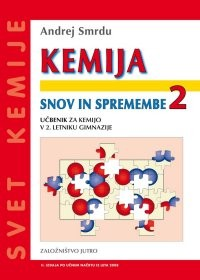 SVET KEMIJE
Andrej Smrdu
KEMIJA
SNOV IN SPREMEMBE 2
UČBENIK ZA KEMIJO
V 2. LETNIKU GIMNAZIJE
ZALOŽNIŠTVO JUTRO